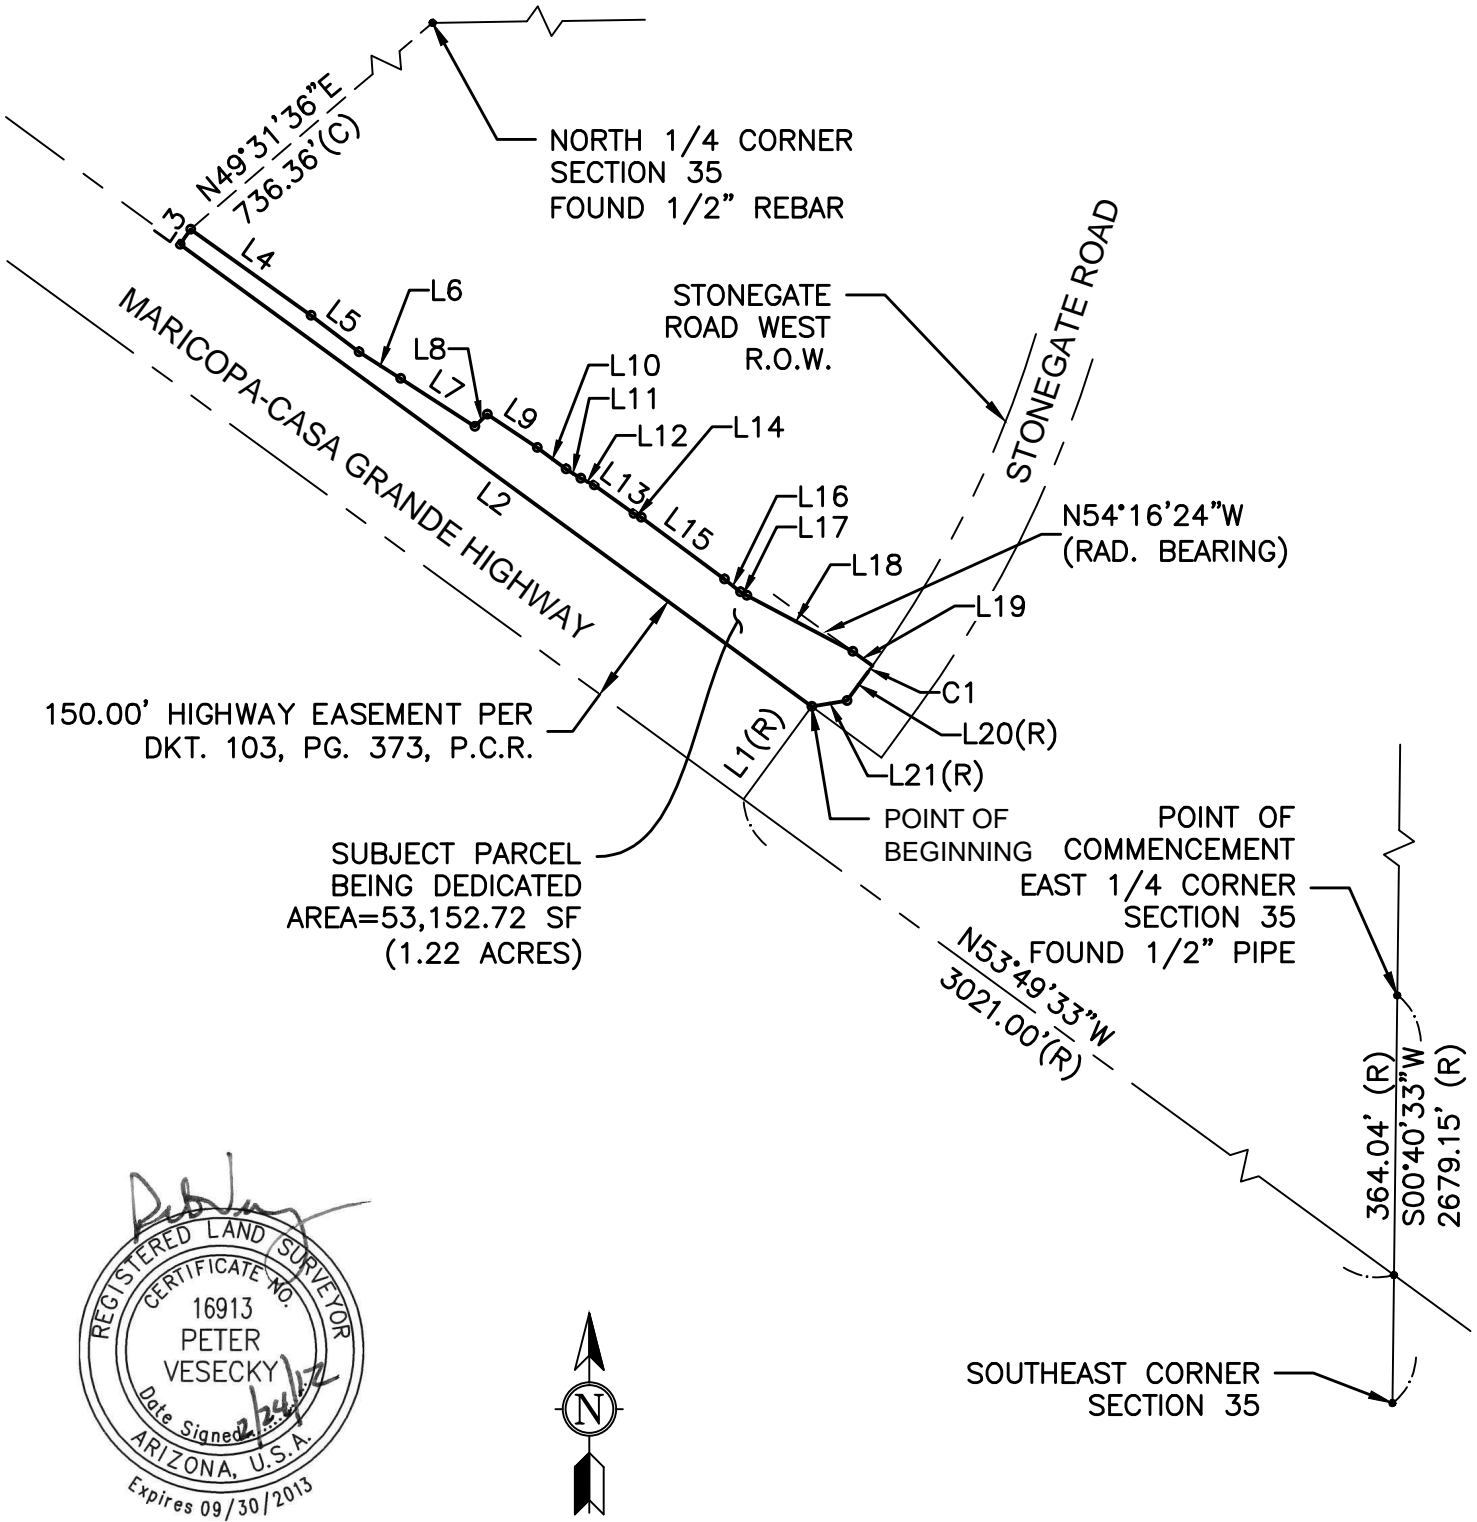 N49°31'36"E
736.36'(C)
NORTH 1/4 CORNER
SECTION 35
FOUND 1/2" REBAR
L3
L4
L5
L6
L7
L8
L9
L10
L11
L12
L13
L14
L15
L16
L17
L18
L19
C1
L20(R)
L21(R)
L2
L1(R)
STONEGATE
ROAD WEST
R.O.W.
STONEGATE ROAD
N54°16'24"W
(RAD. BEARING)
MARICOPA-CASA GRANDE HIGHWAY
150.00' HIGHWAY EASEMENT PER
DKT. 103, PG. 373, P.C.R.
SUBJECT PARCEL
BEING DEDICATED
AREA=53,152.72 SF
(1.22 ACRES)
POINT OF
BEGINNING
POINT OF
COMMENCEMENT
EAST 1/4 CORNER
SECTION 35
FOUND 1/2" PIPE
N53°49'33"W
3021.00'(R)
364.04' (R)
S00°40'33"W
2679.15' (R)
SOUTHEAST CORNER
SECTION 35
REGISTERED LAND SURVEYOR
CERTIFICATE NO.
16913
PETER
VESECKY
Date Signed 2/24/12
ARIZONA, U.S.A.
Expires 09/30/2013
N